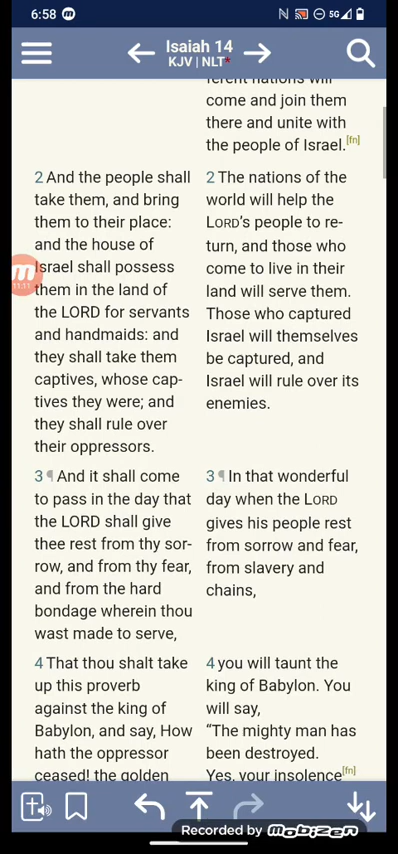 6:58
5G
Isaiah 14
KJV | NLT*
ferent nations will
come and join them
there and unite with
the people of Israel.[fn]
2 And the people shall
take them, and bring
them to their place:
and the house of
Israel shall possess
them in the land of
the LORD for servants
and handmaids: and
they shall take them
captives, whose cap-
tives they were; and
they shall rule over
their oppressors.
2 The nations of the
world will help the
LORD's people to re-
turn, and those who
come to live in their
land will serve them.
Those who captured
Israel will themselves
be captured, and
Israel will rule over its
enemies.
11:11
3 ¶ And it shall come
to pass in the day that
the LORD shall give
thee rest from thy sor-
row, and from thy fear,
and from the hard
bondage wherein thou
wast made to serve,
3 ¶ In that wonderful
day when the LORD
gives his people rest
from sorrow and fear,
from slavery and
chains,
4 That thou shalt take
up this proverb
against the king of
Babylon, and say, How
hath the oppressor
ceased! the golden
4 you will taunt the
king of Babylon. You
will say,
“The mighty man has
been destroyed.
Yes, your insolence[fn]
Recorded by mobizen